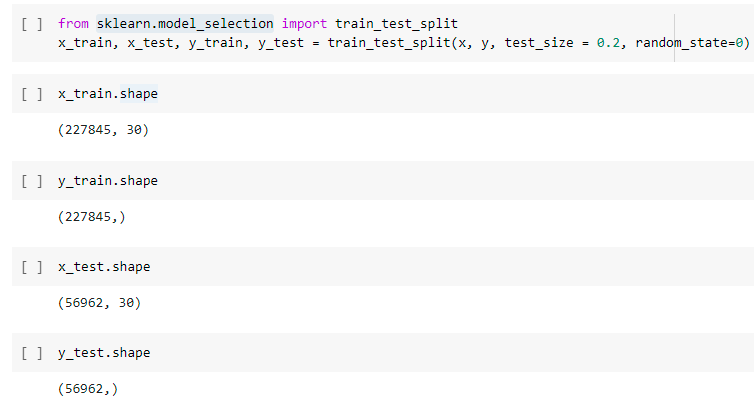 [ ] from sklearn.model_selection import train_test_split
x_train, x_test, y_train, y_test = train_test_split(x, y, test_size = 0.2, random_state=0)
[ ] x_train.shape
(227845, 30)
[ ] y_train.shape
(227845,)
[ ] x_test.shape
(56962, 30)
[ ] y_test.shape
(56962,)